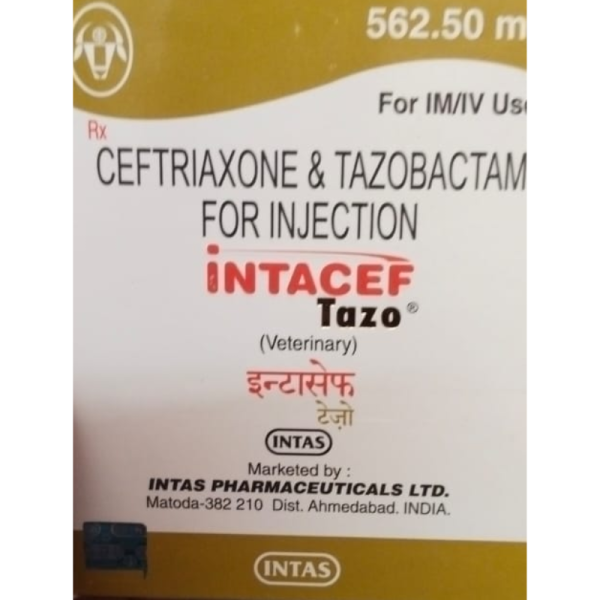 562.50 m
For IM/IV Use
Rx
CEFTRIAXONE & TAZOBACTAM
FOR INJECTION
INTACEF
Tazo®
(Veterinary)
इन्टासेफ
टेज़ो
INTAS
Marketed by :
INTAS PHARMACEUTICALS LTD.
Matoda-382 210 Dist. Ahmedabad. INDIA.
INTAS